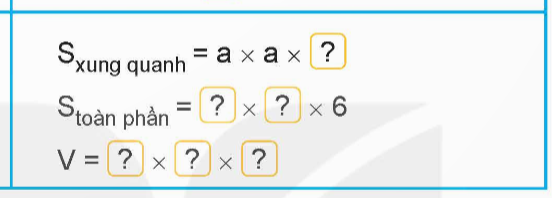 Sxung quanh = a × a × ?
Stoàn phần = ? × ? × 6
V = ? × ? × ?